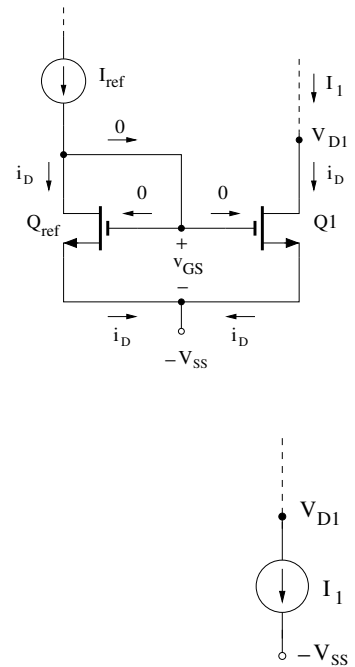 I_ref
I_1
0
V_D1
i_D
i_D
0
0
Q_ref
Q1
+
v_GS
−
i_D
i_D
−V_SS
V_D1
I_1
−V_SS